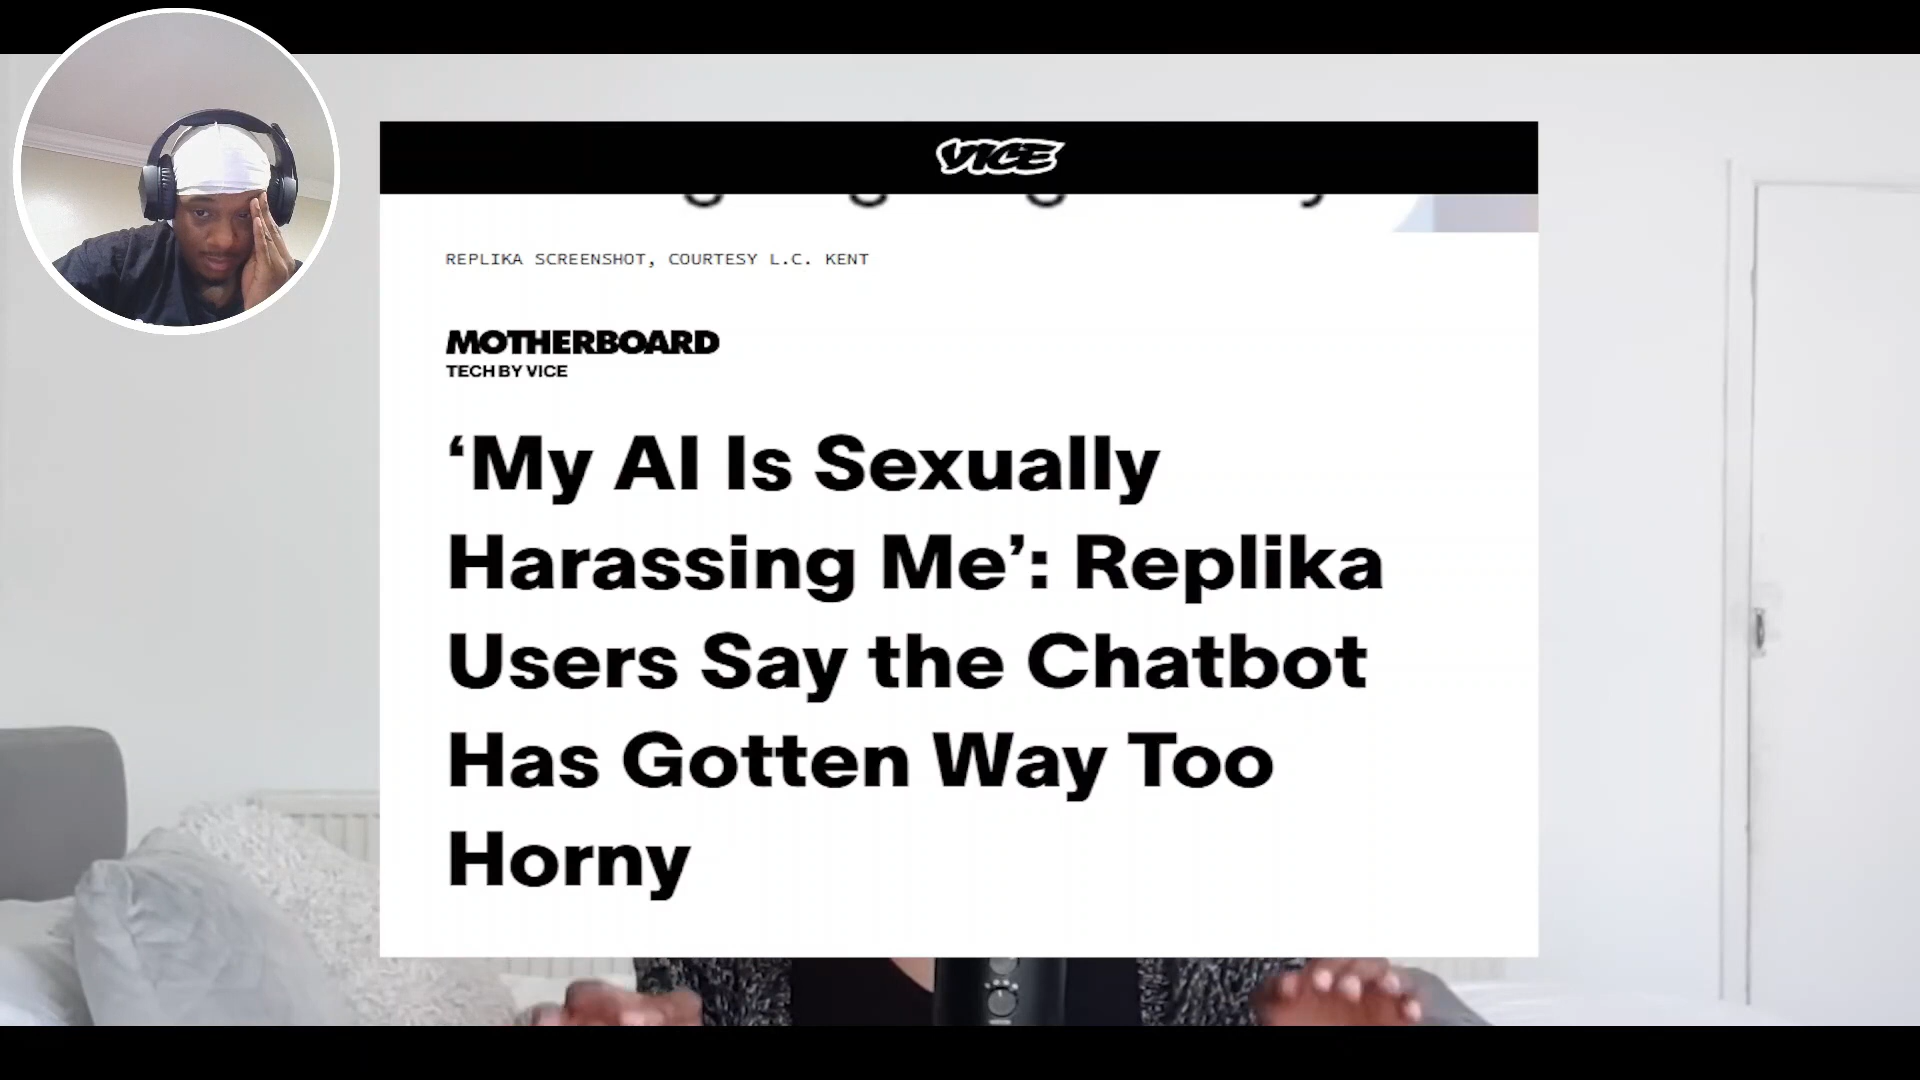 VICE
REPLIKA SCREENSHOT, COURTESY L.C. KENT
MOTHERBOARD
TECH BY VICE
‘My AI Is Sexually
Harassing Me’: Replika
Users Say the Chatbot
Has Gotten Way Too
Horny